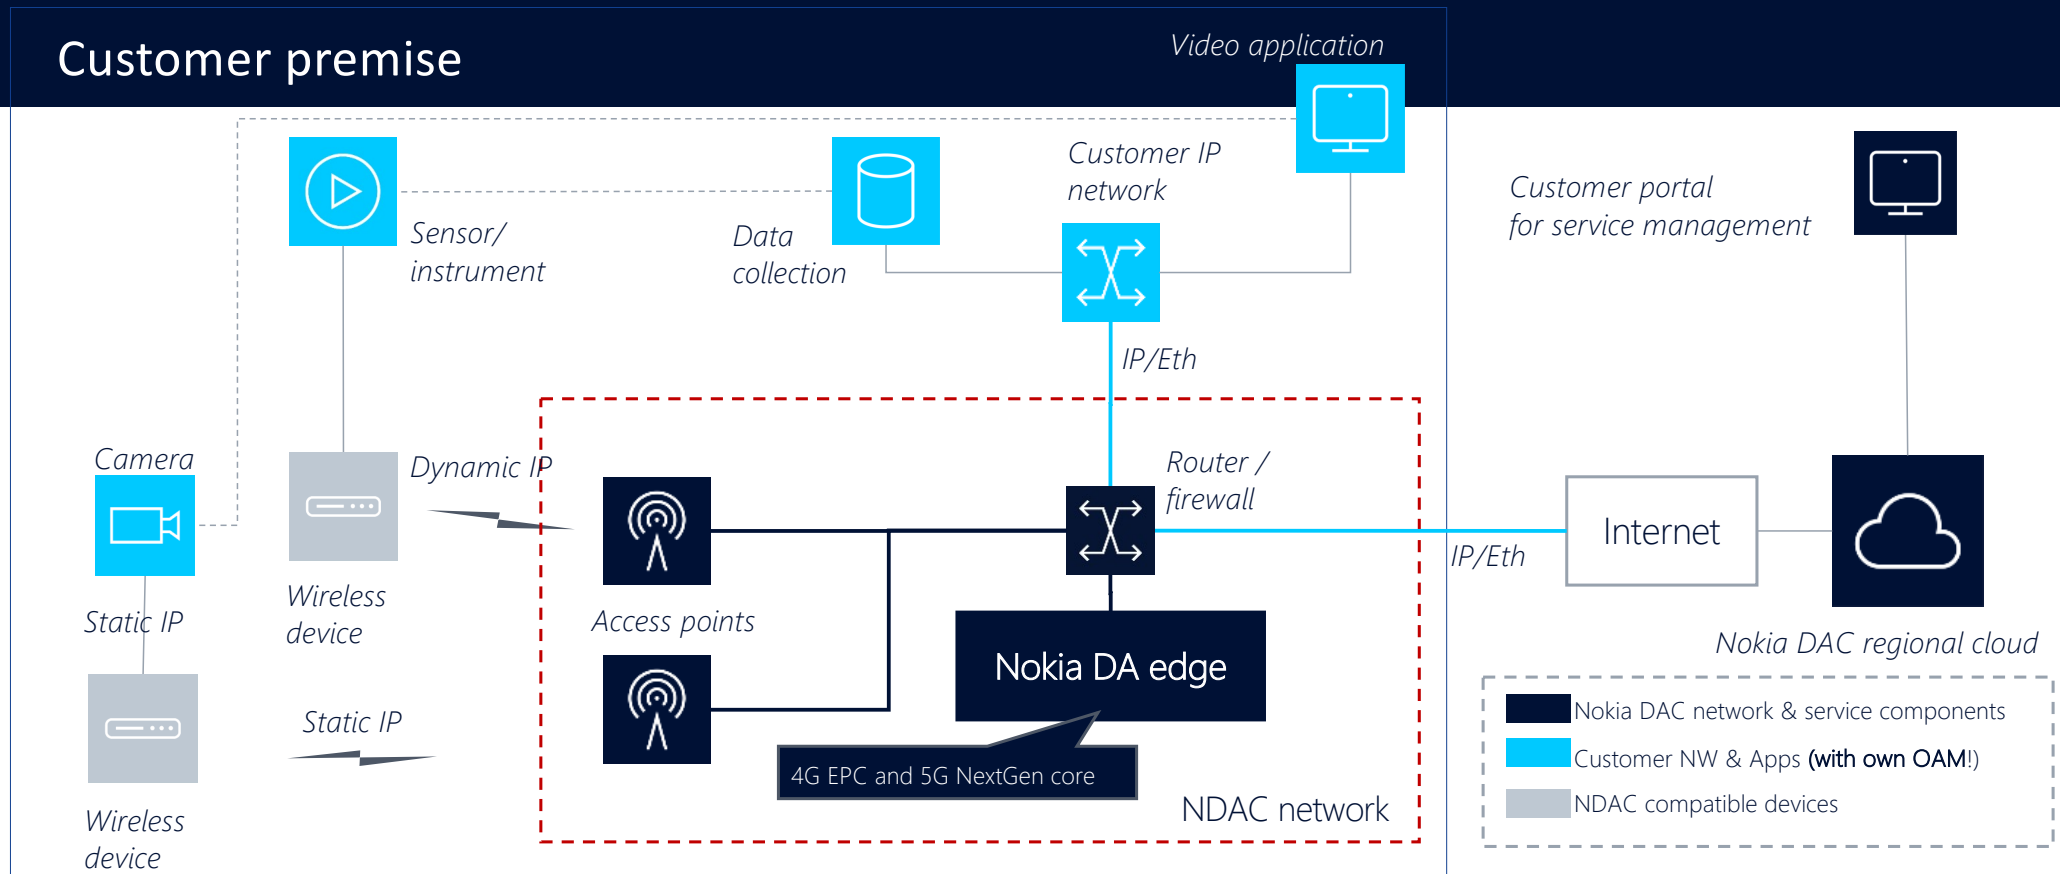 Customer premise
Video application
Customer IP
network
Customer portal
for service management
Sensor/
instrument
Data
collection
IP/Eth
Camera
Dynamic IP
Router /
firewall
Internet
IP/Eth
Wireless
device
Static IP
Access points
Nokia DA edge
Nokia DAC regional cloud
Static IP
4G EPC and 5G NextGen core
NDAC network
Wireless
device
Nokia DAC network & service components
Customer NW & Apps (with own OAM!)
NDAC compatible devices